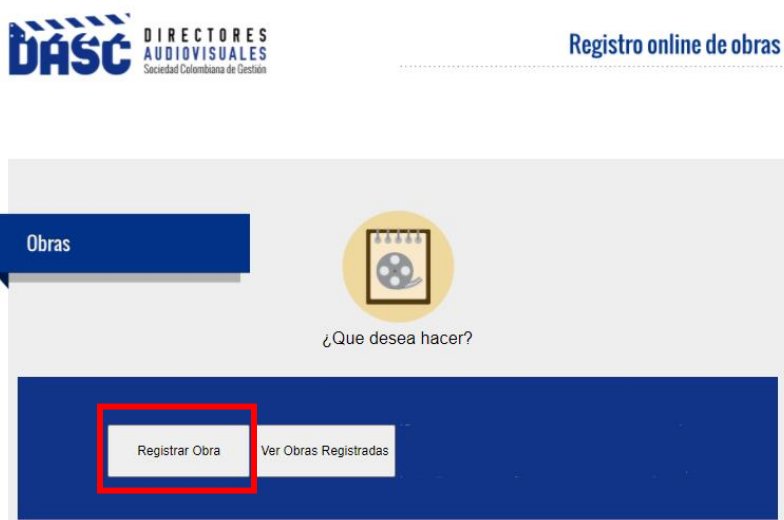 DASC
DIRECTORES
AUDIOVISUALES
Sociedad Colombiana de Gestión
Registro online de obras
Obras
¿Que desea hacer?
Registrar Obra
Ver Obras Registradas